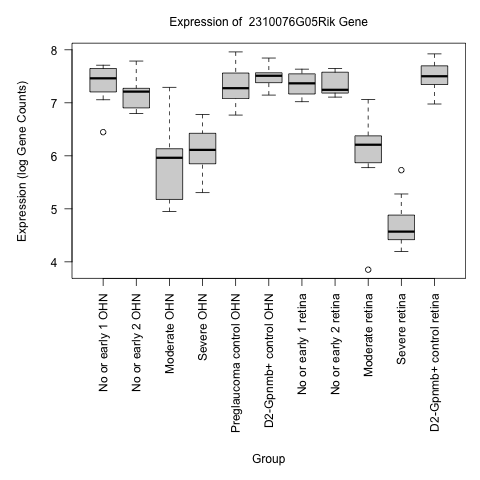 Expression of 2310076G05Rik Gene
Expression (log Gene Counts)
8
7
6
5
4
No or early 1 OHN
No or early 2 OHN
Moderate OHN
Severe OHN
Preglaucoma control OHN
D2-Gpnmb+ control OHN
No or early 1 retina
No or early 2 retina
Moderate retina
Severe retina
D2-Gpnmb+ control retina
Group